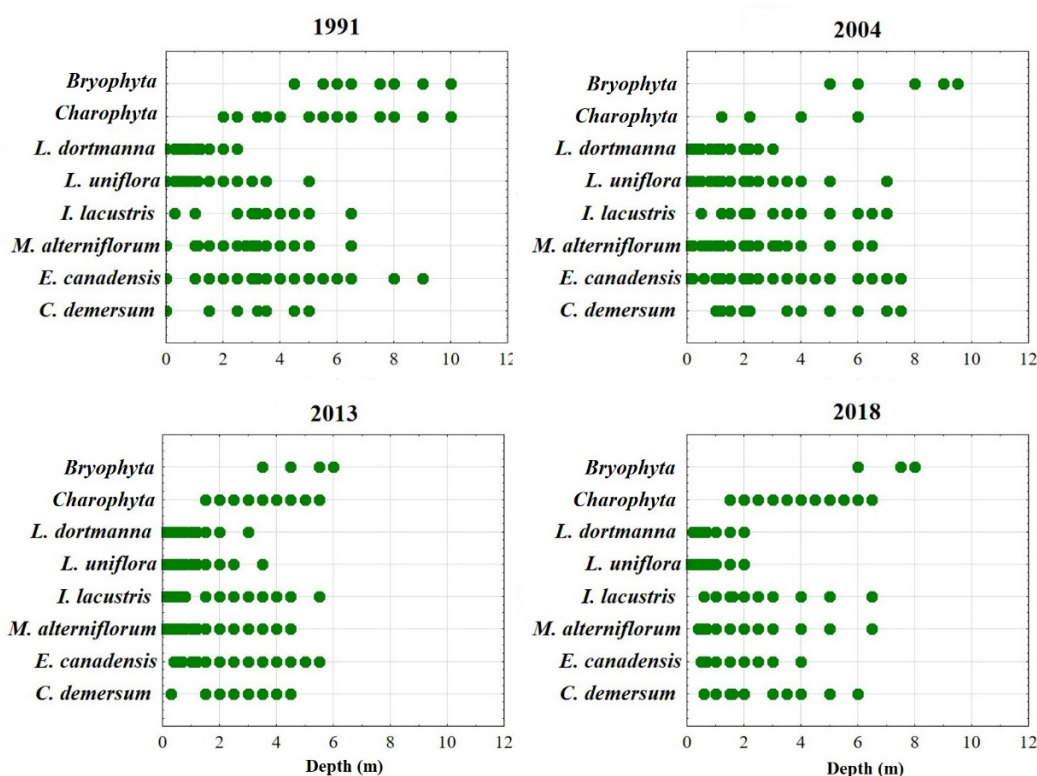 1991
Bryophyta
Charophyta
L. dortmanna
L. uniflora
I. lacustris
M. alterniflorum
E. canadensis
C. demersum
0 2 4 6 8 10 12
2004
Bryophyta
Charophyta
L. dortmanna
L. uniflora
I. lacustris
M. alterniflorum
E. canadensis
C. demersum
0 2 4 6 8 10 12
2013
Bryophyta
Charophyta
L. dortmanna
L. uniflora
I. lacustris
M. alterniflorum
E. canadensis
C. demersum
0 2 4 6 8 10 12
Depth (m)
2018
Bryophyta
Charophyta
L. dortmanna
L. uniflora
I. lacustris
M. alterniflorum
E. canadensis
C. demersum
0 2 4 6 8 10 12
Depth (m)